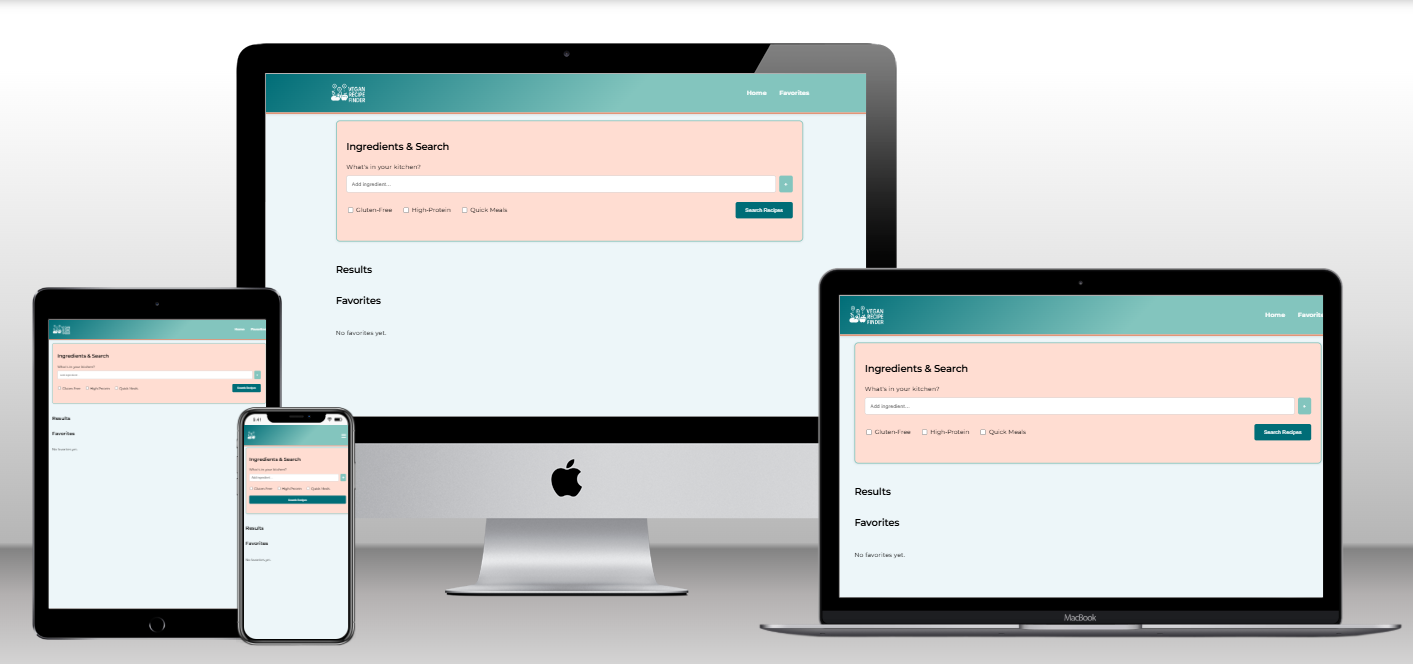 VEGAN
RECIPE
FINDER
Home Favorites
Ingredients & Search
What's in your kitchen?
Add ingredient...
+
Gluten-Free High-Protein Quick Meals
Search Recipes
Results
Favorites
No favorites yet.
Home Favorites
Ingredients & Search
What's in your kitchen?
Add ingredient...
+
Gluten-Free High-Protein Quick Meals
Search Recipes
Results
Favorites
No favorites yet.
Ingredients & Search
What's in your kitchen?
Add ingredient...
+
Gluten-Free High-Protein Quick Meals
Search Recipes
Results
Favorites
No favorites yet.
VEGAN
RECIPE
FINDER
Home Favorite
Ingredients & Search
What's in your kitchen?
Add ingredient...
+
Gluten-Free High-Protein Quick Meals
Search Recipes
Results
Favorites
No favorites yet.
MacBook